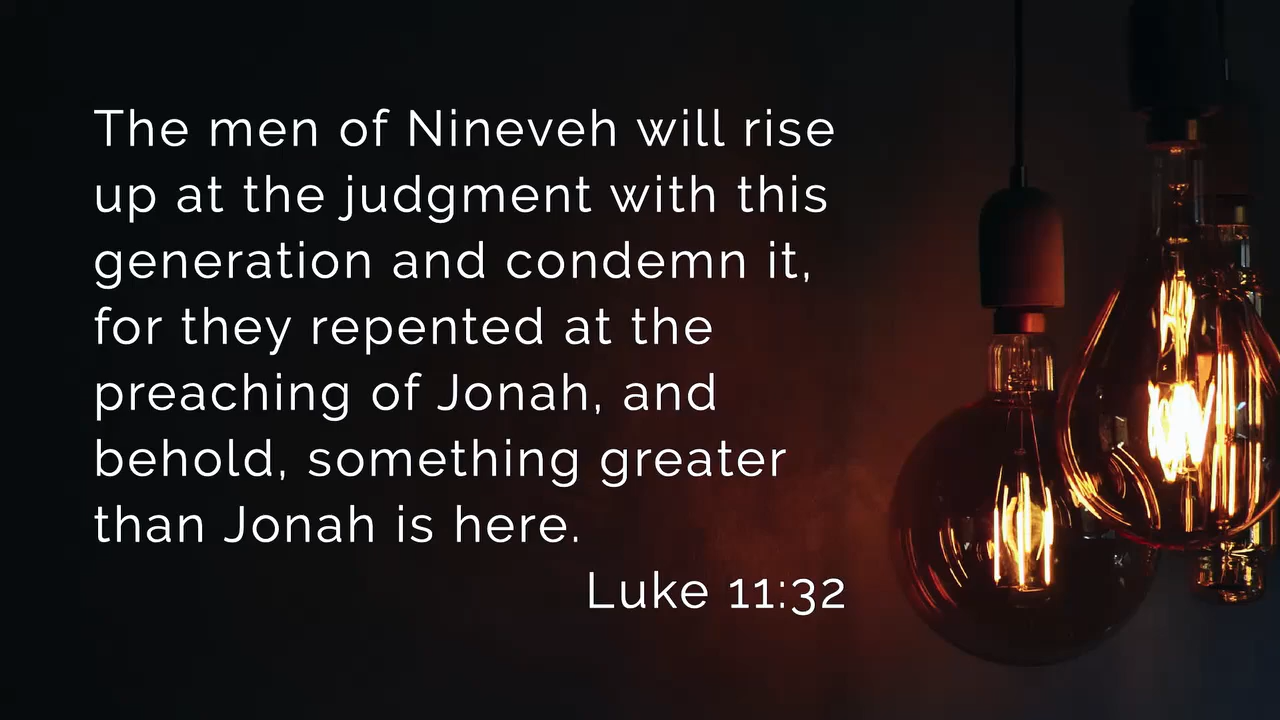 The men of Nineveh will rise
up at the judgment with this
generation and condemn it,
for they repented at the
preaching of Jonah, and
behold, something greater
than Jonah is here.
Luke 11:32